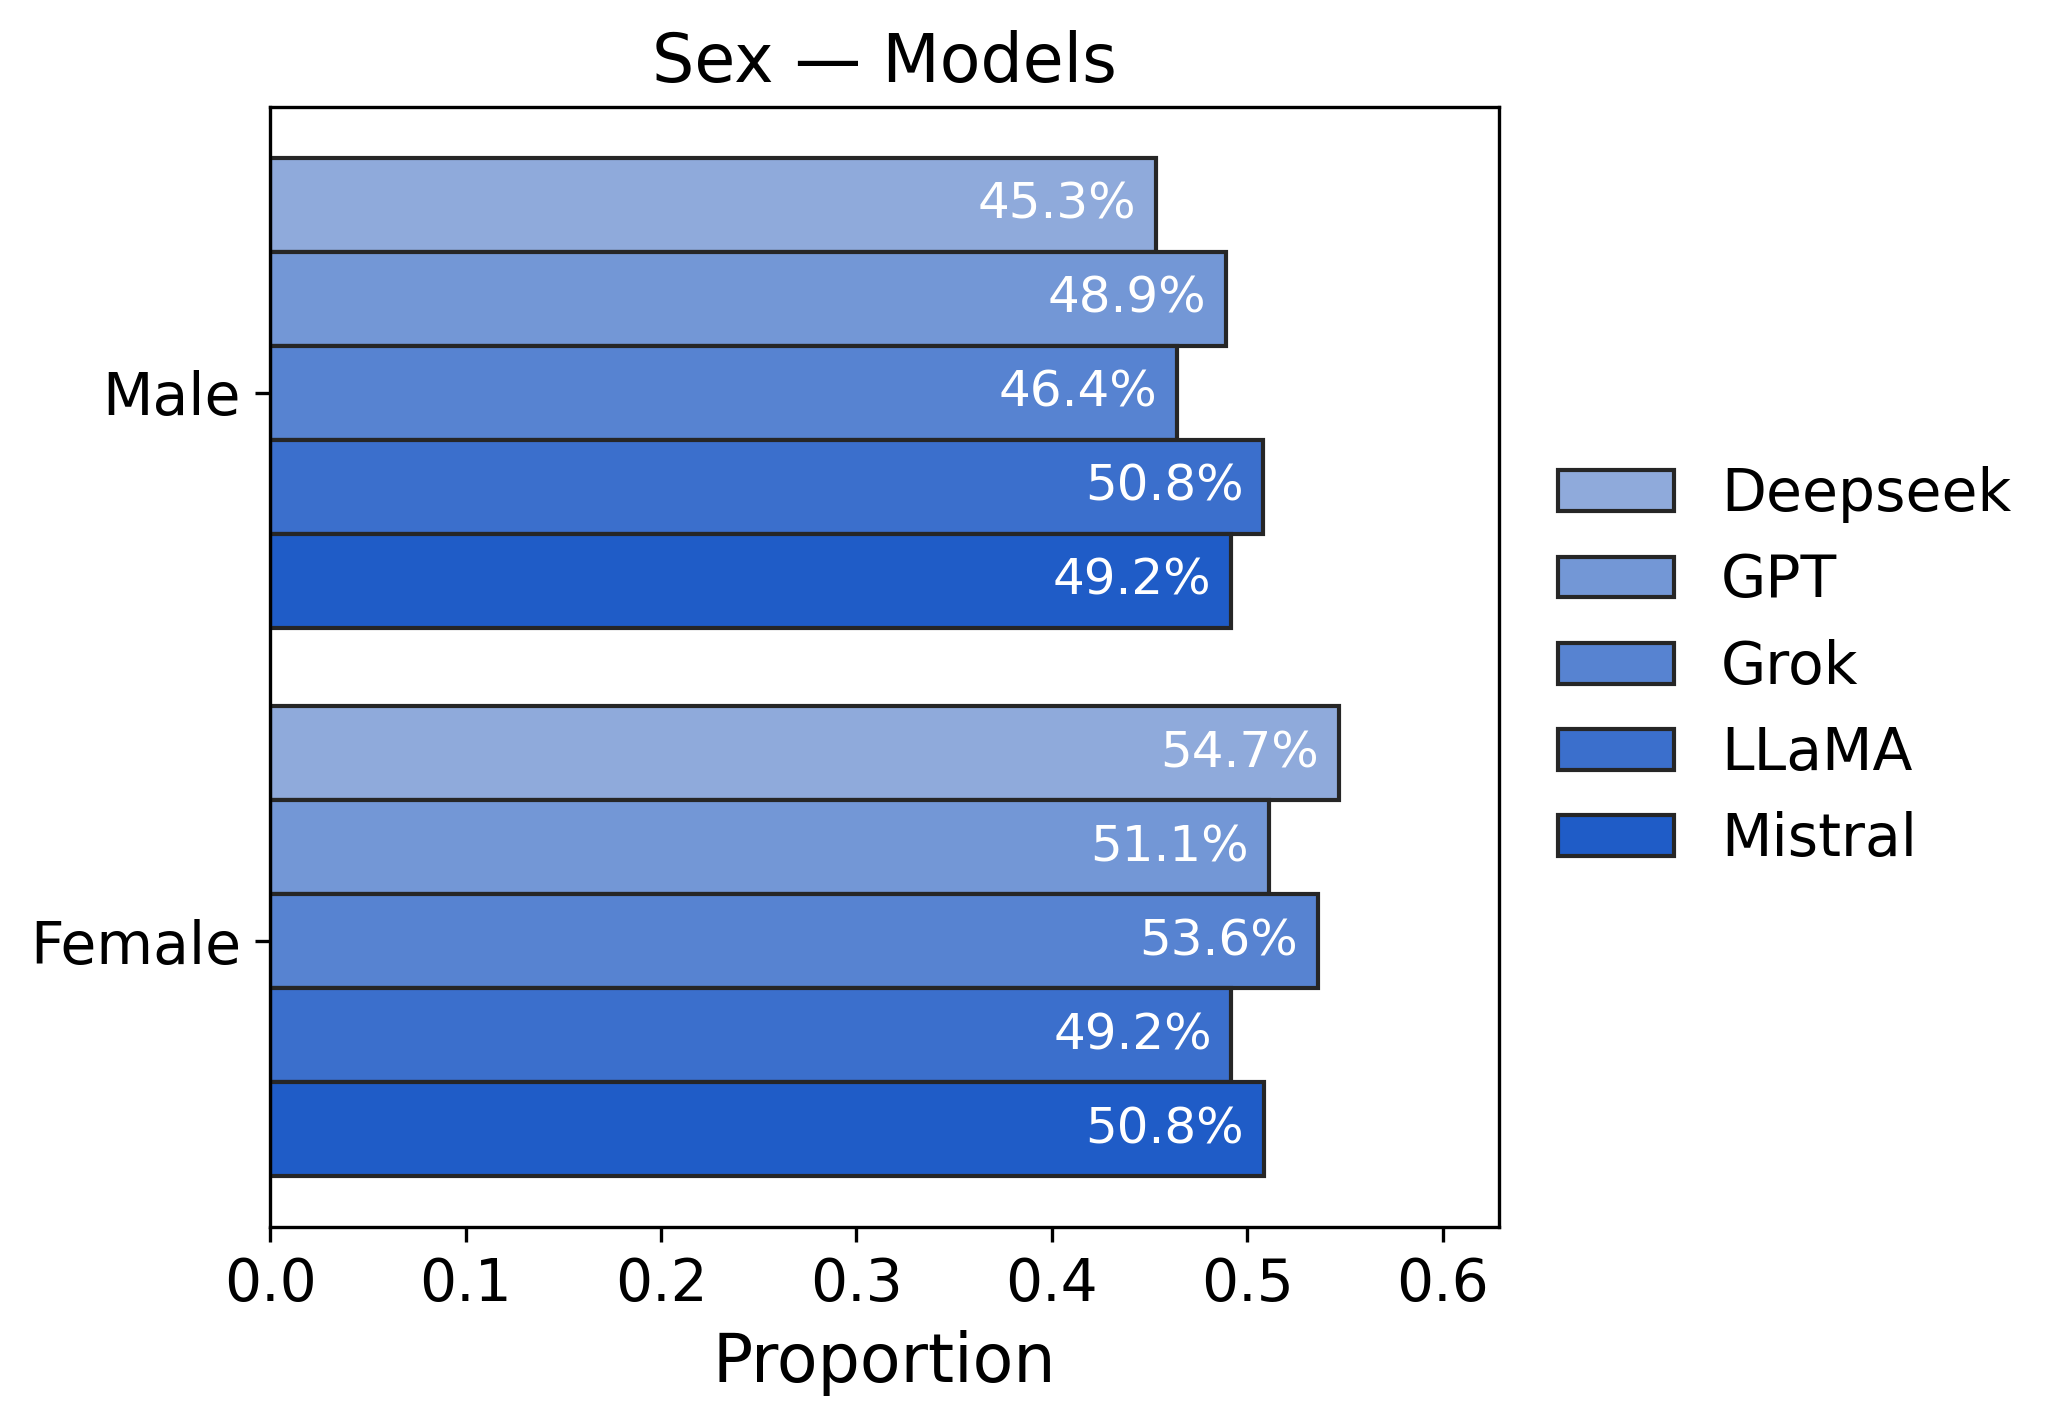 Sex — Models
Male
45.3%
48.9%
46.4%
50.8%
49.2%
Female
54.7%
51.1%
53.6%
49.2%
50.8%
0.0 0.1 0.2 0.3 0.4 0.5 0.6
Proportion
Deepseek
GPT
Grok
LLaMA
Mistral